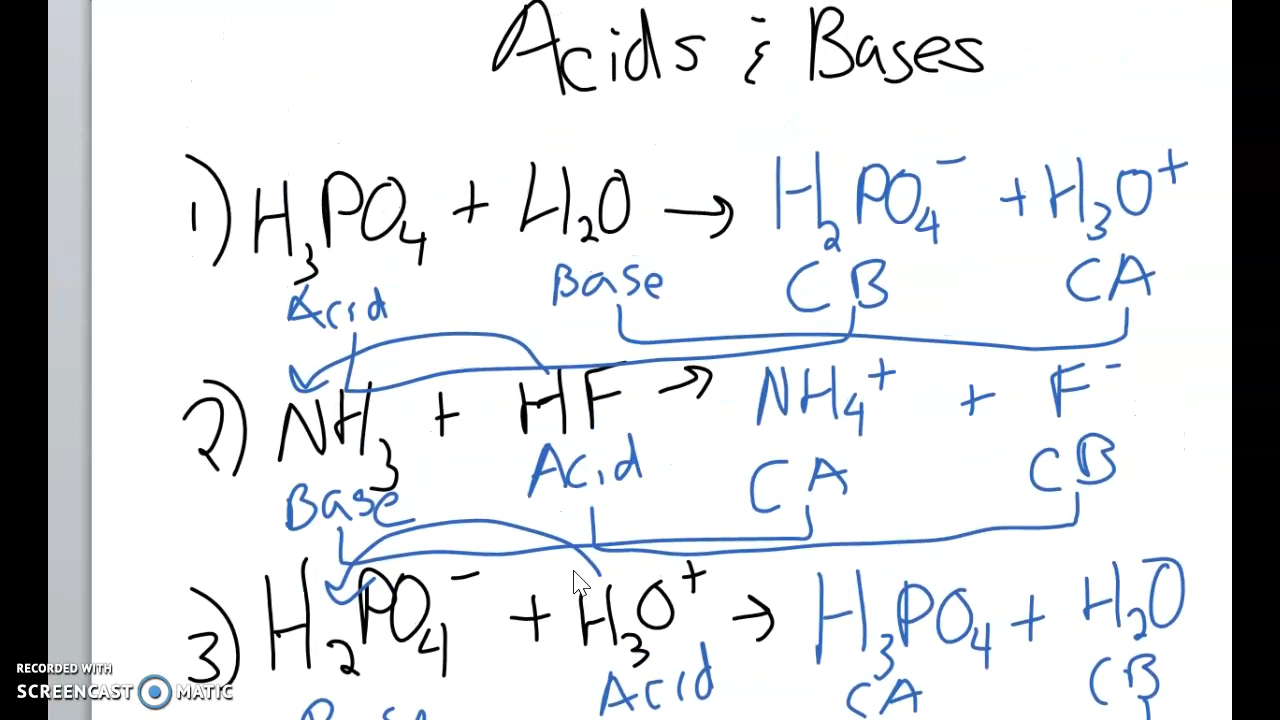 Acids & Bases
1) H₃PO₄ + H₂O → H₂PO₄⁻ + H₃O⁺
Acid Base CB CA
2) NH₃ + HF → NH₄⁺ + F⁻
Base Acid CA CB
3) H₂PO₄⁻ + H₃O⁺ → H₃PO₄ + H₂O
Base Acid CA CB
RECORDED WITH
SCREENCAST MATIC